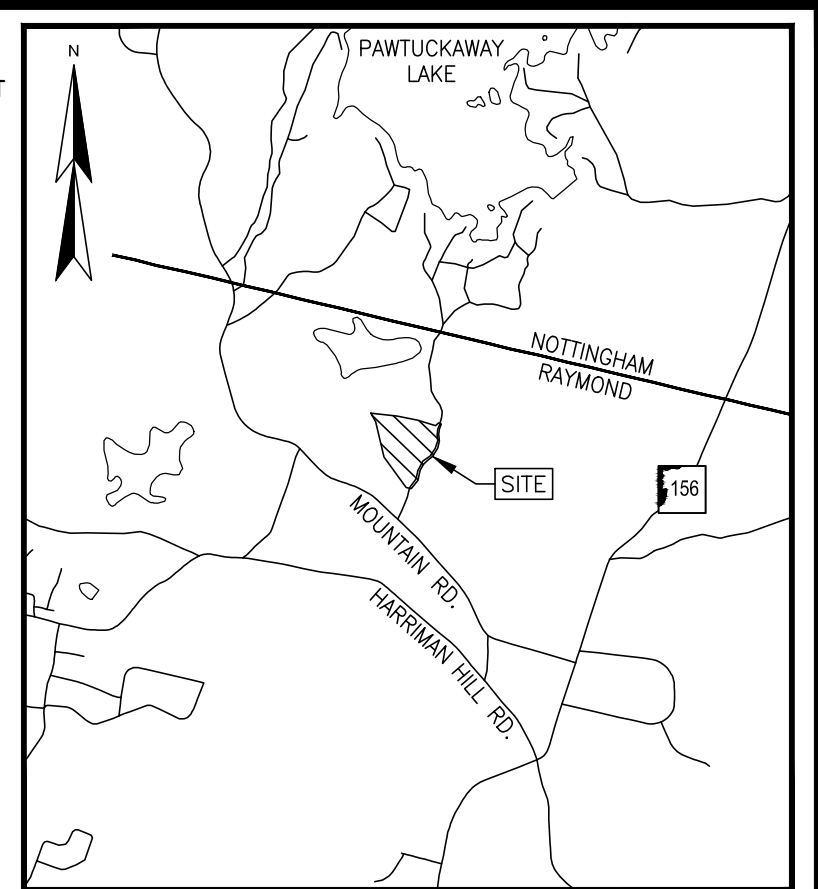 T
N
PAWTUCKAWAY
LAKE
NOTTINGHAM
RAYMOND
SITE
156
MOUNTAIN RD.
HARRIMAN HILL RD.